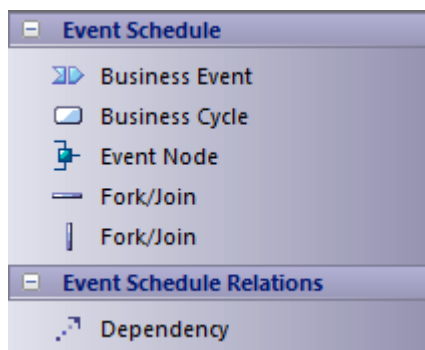 Event Schedule
Business Event
Business Cycle
Event Node
Fork/Join
Fork/Join
Event Schedule Relations
Dependency